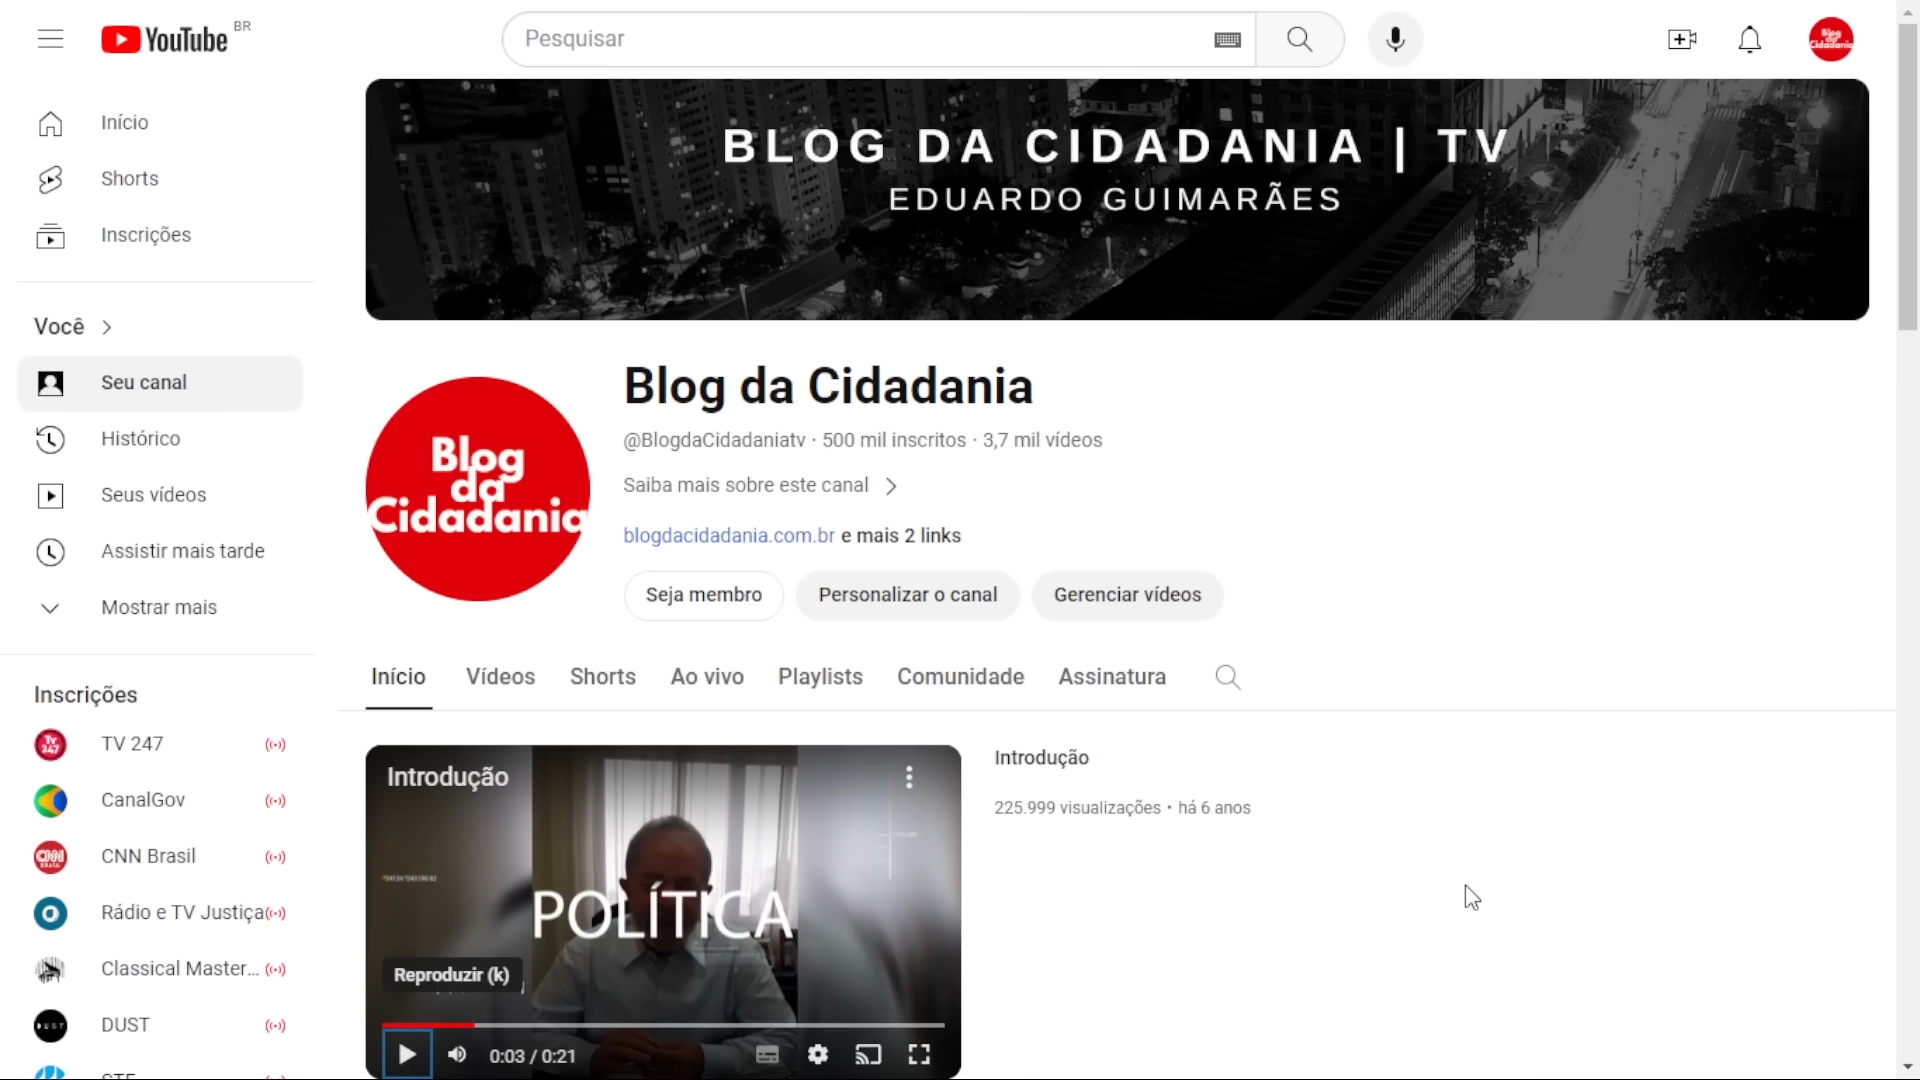 YouTube BR
Pesquisar
Início
Shorts
Inscrições
Você
Seu canal
Histórico
Seus vídeos
Assistir mais tarde
Mostrar mais
Inscrições
TV 247
CanalGov
CNN Brasil
Rádio e TV Justiça
Classical Master...
DUST
BLOG DA CIDADANIA | TV
EDUARDO GUIMARÃES
Blog
da
Cidadania
Blog da Cidadania
@BlogdaCidadaniatv · 500 mil inscritos · 3,7 mil vídeos
Saiba mais sobre este canal
blogdacidadania.com.br e mais 2 links
Seja membro
Personalizar o canal
Gerenciar vídeos
Início
Vídeos
Shorts
Ao vivo
Playlists
Comunidade
Assinatura
Introdução
POLÍTICA
Reproduzir (k)
0:03 / 0:21
Introdução
225.999 visualizações • há 6 anos